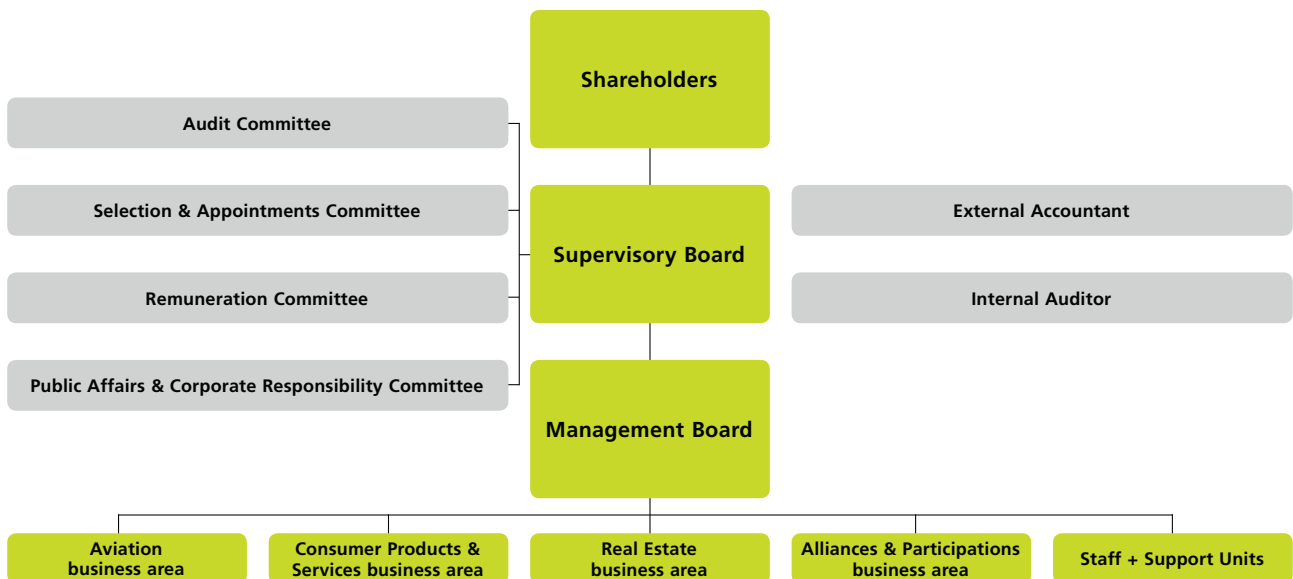 Shareholders
Audit Committee
Selection & Appointments Committee
External Accountant
Supervisory Board
Remuneration Committee
Internal Auditor
Public Affairs & Corporate Responsibility Committee
Management Board
Aviation
business area
Consumer Products &
Services business area
Real Estate
business area
Alliances & Participations
business area
Staff + Support Units